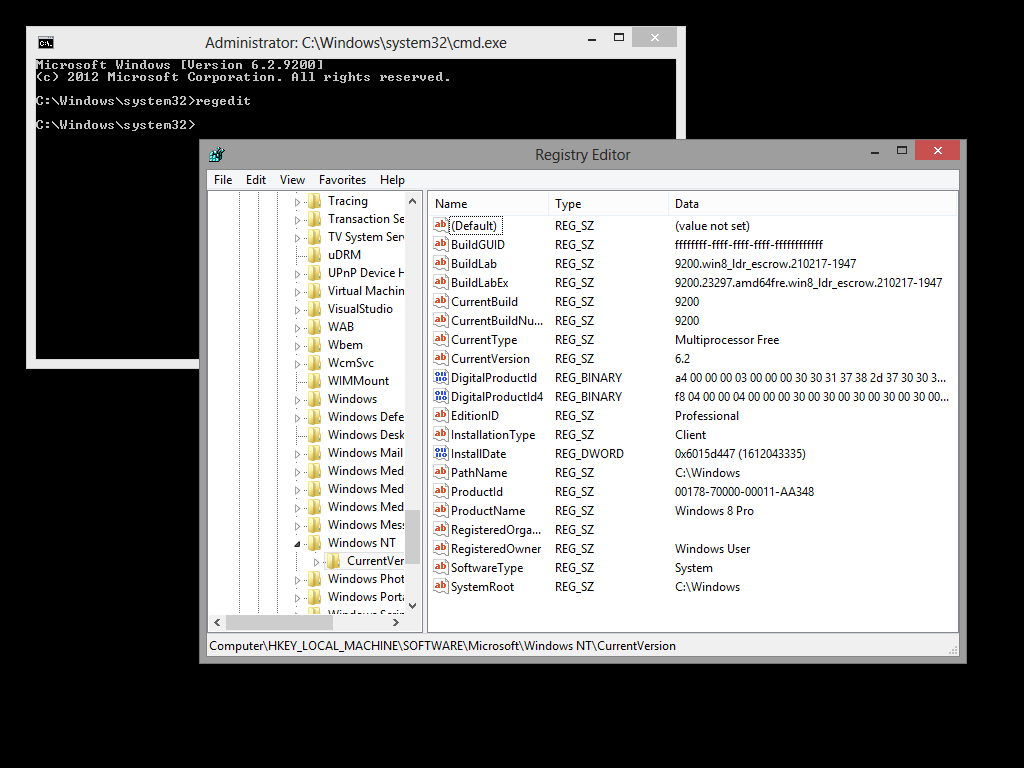 Administrator: C:\Windows\system32\cmd.exe
Microsoft Windows [Version 6.2.9200]
(c) 2012 Microsoft Corporation. All rights reserved.
C:\Windows\system32>regedit
C:\Windows\system32>
Registry Editor
File Edit View Favorites Help
Tracing
Transaction Se
TV System Serv
uDRM
UPnP Device H
Virtual Machin
VisualStudio
WAB
Wbem
WcmSvc
WIMMount
Windows
Windows Defe
Windows Desk
Windows Mail
Windows Med
Windows Med
Windows Med
Windows Mess
Windows NT
CurrentVer
Windows Phot
Windows Porta
Windows Scrip
Name Type Data
(Default) REG_SZ (value not set)
BuildGUID REG_SZ ffffffff-ffff-ffff-ffff-ffffffffffff
BuildLab REG_SZ 9200.win8_ldr_escrow.210217-1947
BuildLabEx REG_SZ 9200.23297.amd64fre.win8_ldr_escrow.210217-1947
CurrentBuild REG_SZ 9200
CurrentBuildNu... REG_SZ 9200
CurrentType REG_SZ Multiprocessor Free
CurrentVersion REG_SZ 6.2
DigitalProductId REG_BINARY a4 00 00 00 03 00 00 00 30 30 31 37 38 2d 37 30 30 3...
DigitalProductId4 REG_BINARY f8 04 00 00 04 00 00 00 30 00 30 00 30 00 30 00 30 00...
EditionID REG_SZ Professional
InstallationType REG_SZ Client
InstallDate REG_DWORD 0x6015d447 (1612043335)
PathName REG_SZ C:\Windows
ProductId REG_SZ 00178-70000-00011-AA348
ProductName REG_SZ Windows 8 Pro
RegisteredOrga... REG_SZ
RegisteredOwner REG_SZ Windows User
SoftwareType REG_SZ System
SystemRoot REG_SZ C:\Windows
Computer\HKEY_LOCAL_MACHINE\SOFTWARE\Microsoft\Windows NT\CurrentVersion